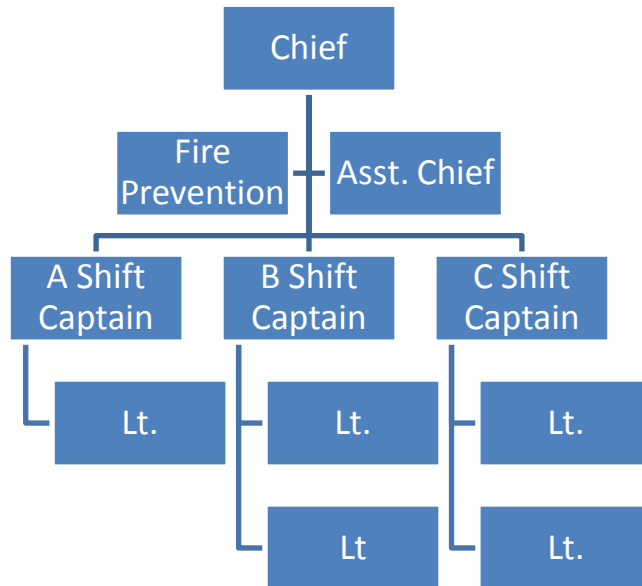 Chief
Fire
Prevention
Asst. Chief
A Shift
Captain
B Shift
Captain
C Shift
Captain
Lt.
Lt.
Lt.
Lt
Lt.